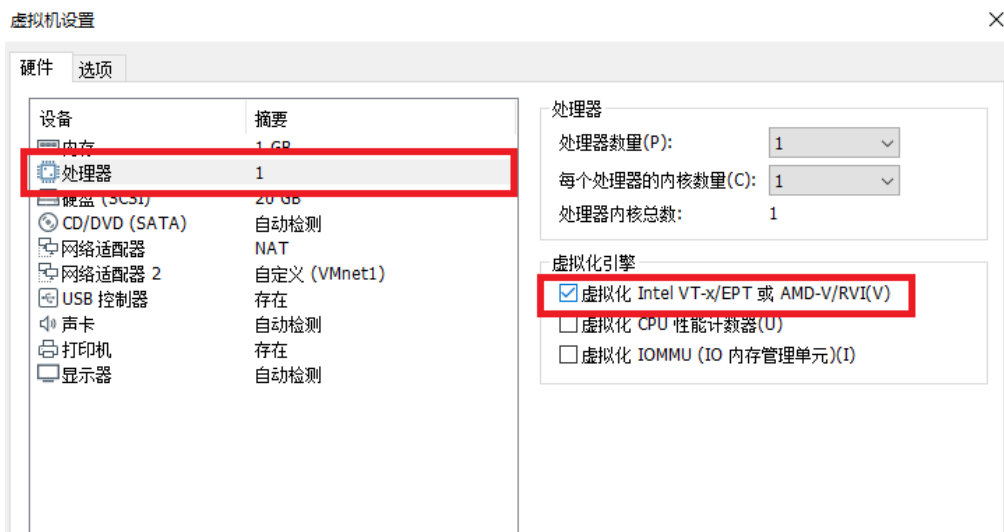 虚拟机设置
硬件 选项
设备 摘要
内存 1 GB
处理器 1
硬盘 (SCSI) 20 GB
CD/DVD (SATA) 自动检测
网络适配器 NAT
网络适配器 2 自定义 (VMnet1)
USB 控制器 存在
声卡 自动检测
打印机 存在
显示器 自动检测
处理器
处理器数量(P): 1
每个处理器的内核数量(C): 1
处理器内核总数: 1
虚拟化引擎
虚拟化 Intel VT-x/EPT 或 AMD-V/RVI(V)
虚拟化 CPU 性能计数器(U)
虚拟化 IOMMU (IO 内存管理单元)(I)